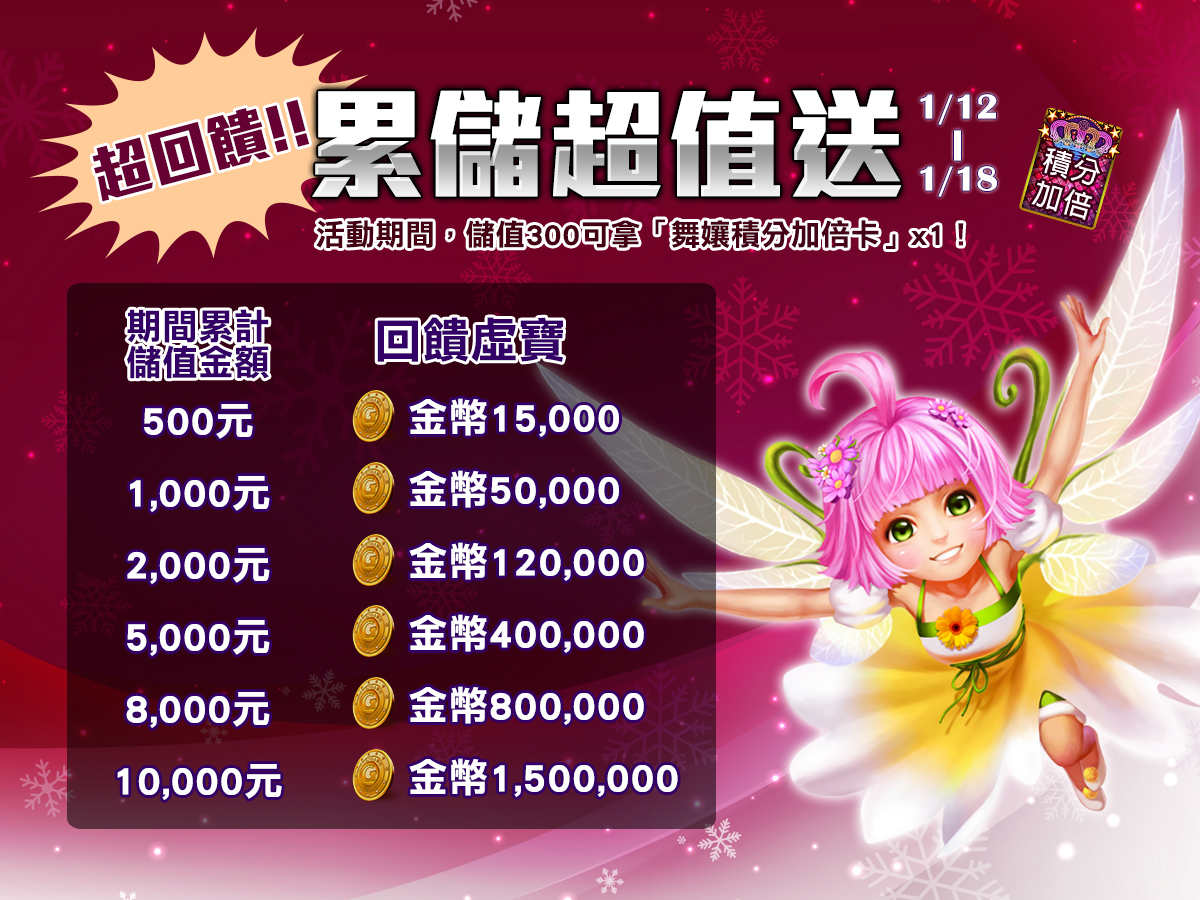 超回饋!!
累儲超值送
1/12
|
1/18
積分
加倍
活動期間，儲值300可拿「舞孃積分加倍卡」x1！
期間累計
儲值金額
回饋虛寶
500元 金幣15,000
1,000元 金幣50,000
2,000元 金幣120,000
5,000元 金幣400,000
8,000元 金幣800,000
10,000元 金幣1,500,000